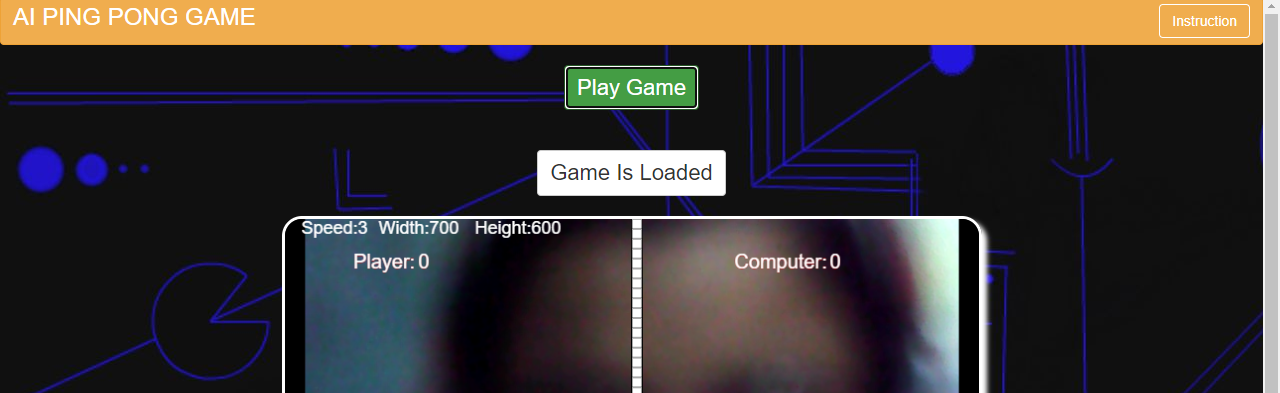 AI PING PONG GAME
Instruction
Play Game
Game Is Loaded
Speed:3 Width:700 Height:600
Player: 0 Computer: 0